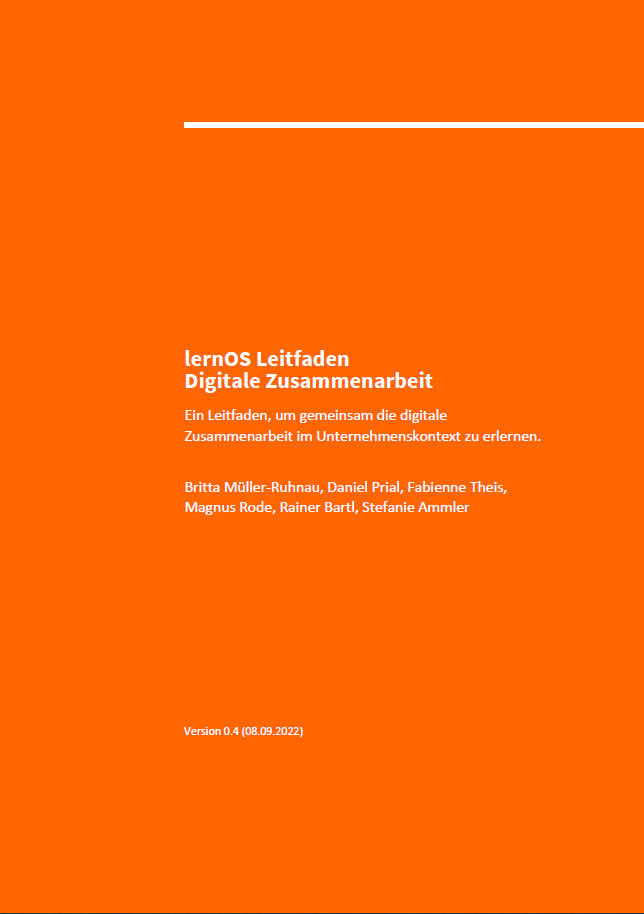 lernOS Leitfaden
Digitale Zusammenarbeit
Ein Leitfaden, um gemeinsam die digitale
Zusammenarbeit im Unternehmenskontext zu erlernen.
Britta Müller-Ruhnau, Daniel Prial, Fabienne Theis,
Magnus Rode, Rainer Bartl, Stefanie Ammler
Version 0.4 (08.09.2022)